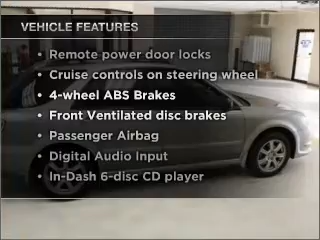 VEHICLE FEATURES
• Remote power door locks
• Cruise controls on steering wheel
• 4-wheel ABS Brakes
• Front Ventilated disc brakes
• Passenger Airbag
• Digital Audio Input
• In-Dash 6-disc CD player